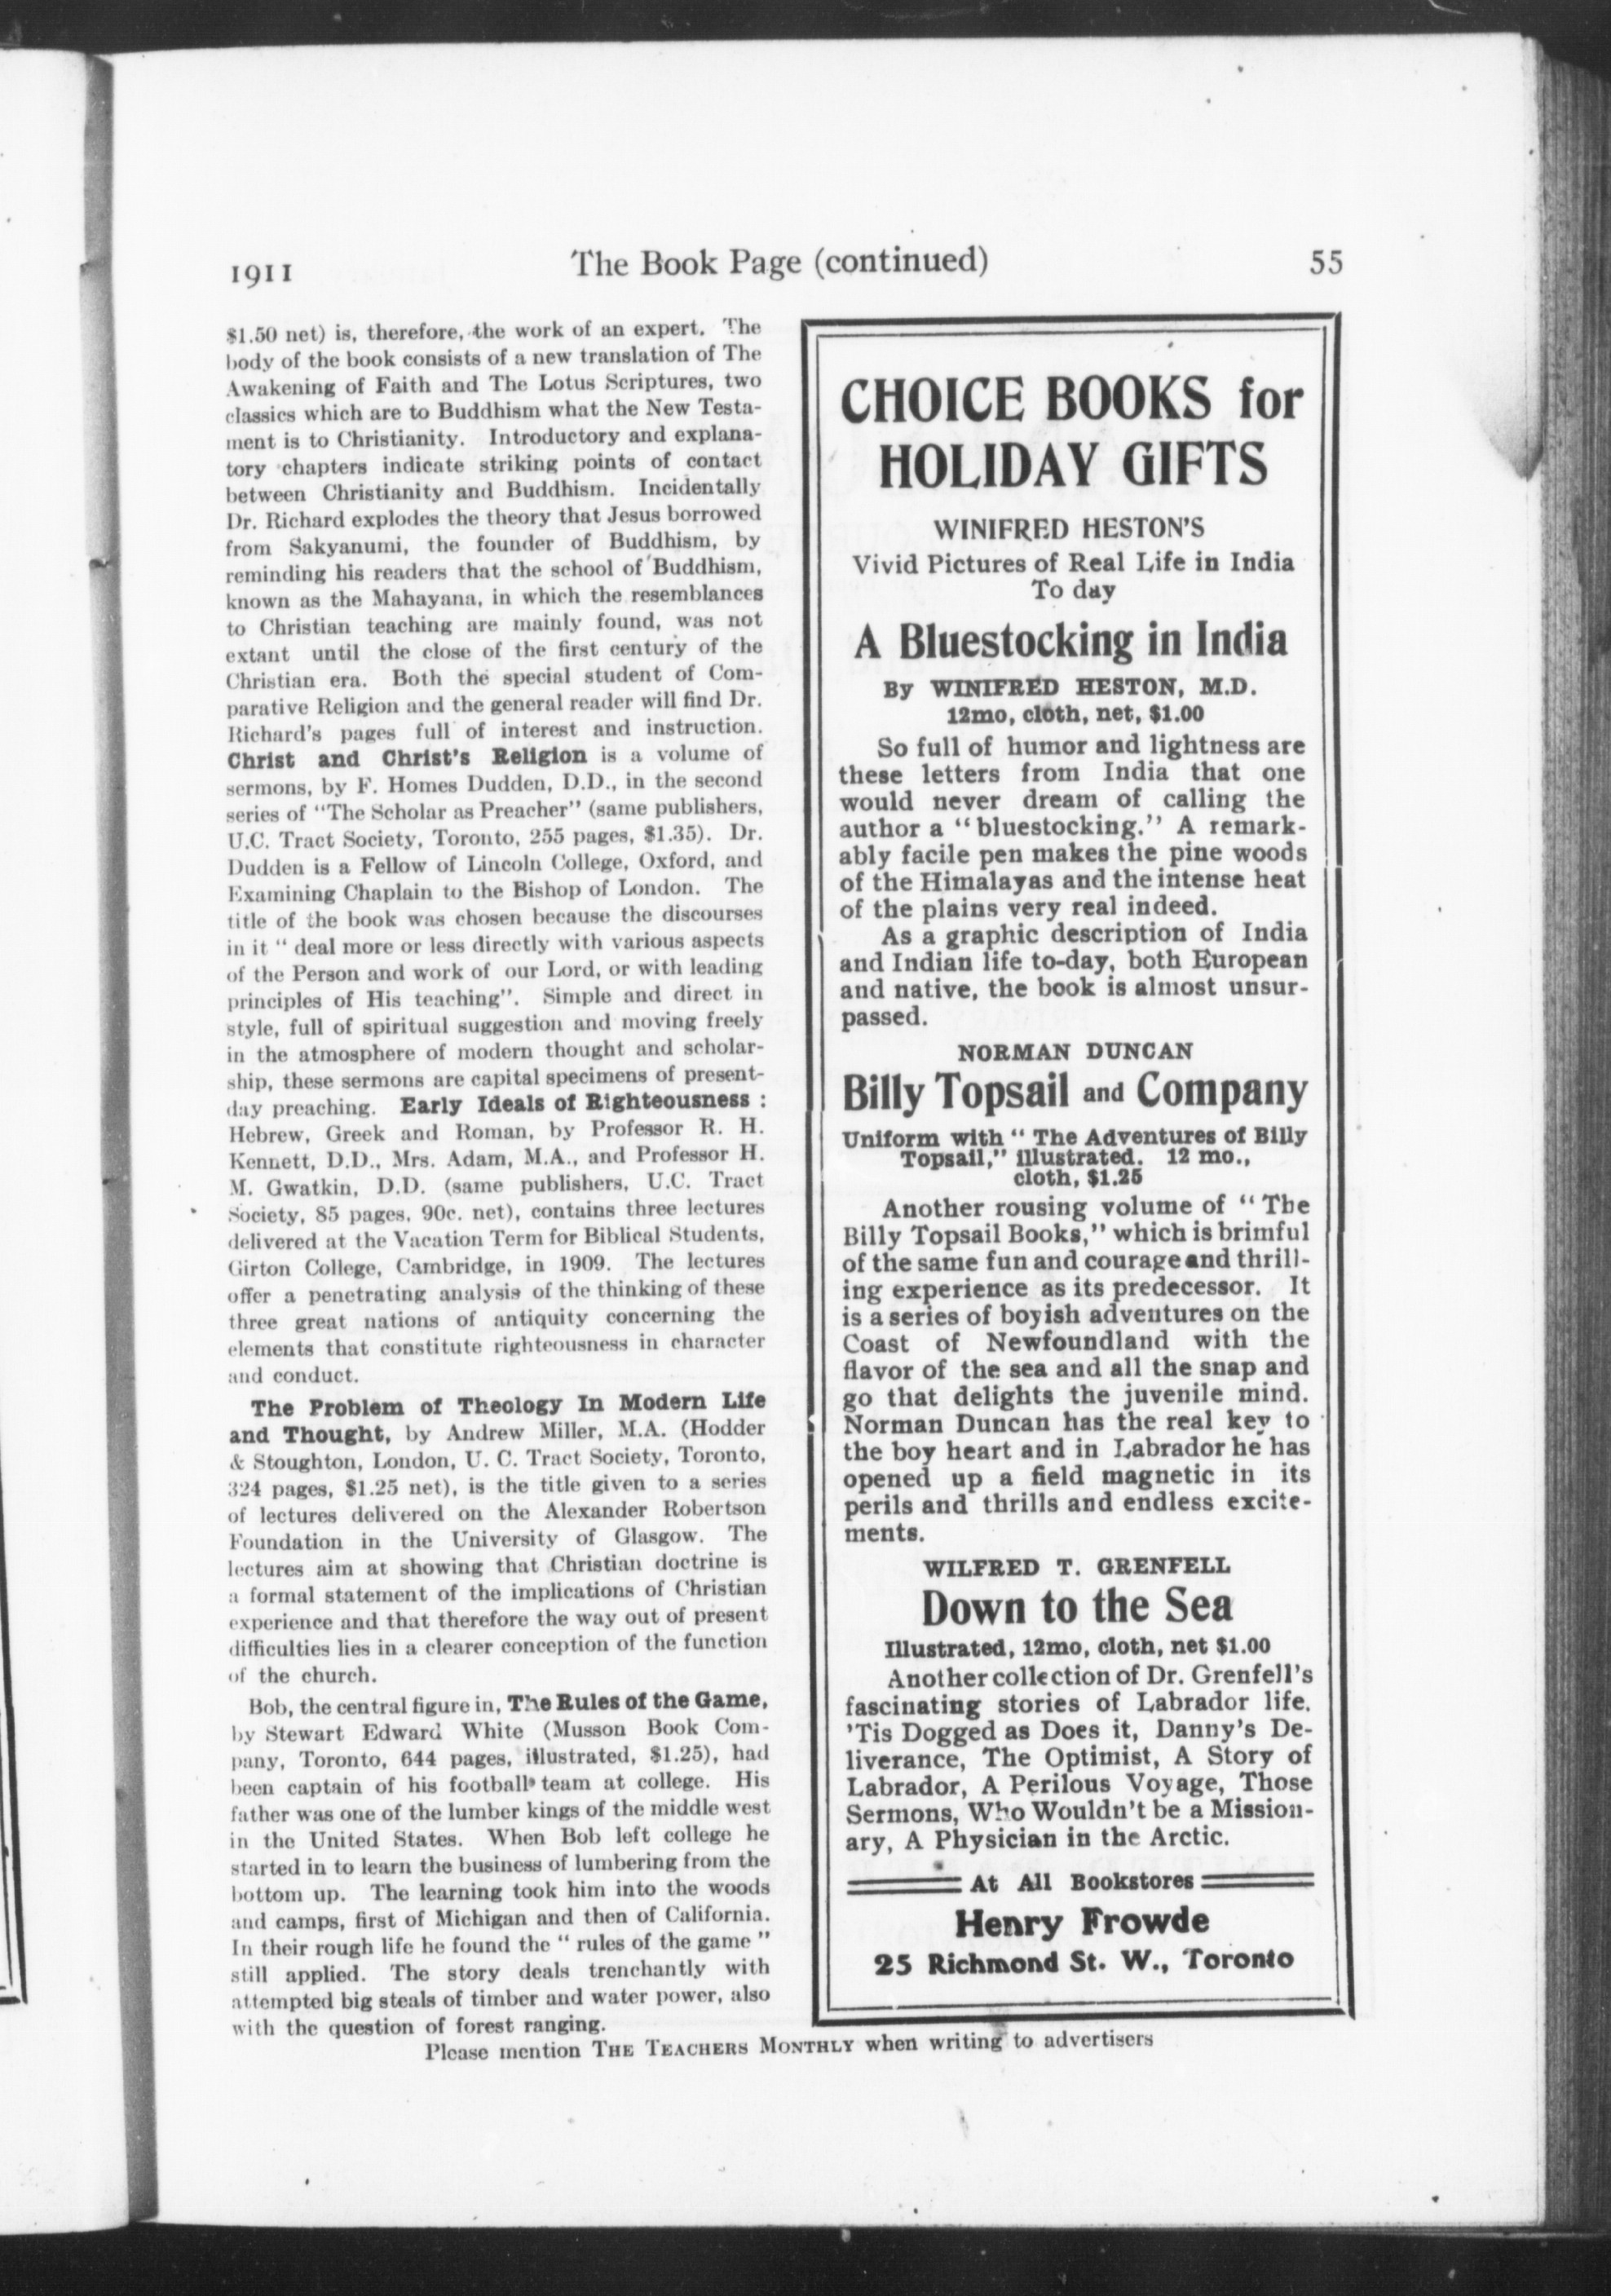 1911
The Book Page (continued)
55
$1.50 net) is, therefore, the work of an expert. The
body of the book consists of a new translation of The
Awakening of Faith and The Lotus Scriptures, two
classics which are to Buddhism what the New Testa-
ment is to Christianity. Introductory and explana-
tory chapters indicate striking points of contact
between Christianity and Buddhism. Incidentally
Dr. Richard explodes the theory that Jesus borrowed
from Sakyanumi, the founder of Buddhism, by
reminding his readers that the school of Buddhism,
known as the Mahayana, in which the resemblances
to Christian teaching are mainly found, was not
extant until the close of the first century of the
Christian era. Both the special student of Com-
parative Religion and the general reader will find Dr.
Richard's pages full of interest and instruction.
Christ and Christ's Religion is a volume of
sermons, by F. Homes Dudden, D.D., in the second
series of "The Scholar as Preacher" (same publishers,
U.C. Tract Society, Toronto, 255 pages, $1.35). Dr.
Dudden is a Fellow of Lincoln College, Oxford, and
Examining Chaplain to the Bishop of London. The
title of the book was chosen because the discourses
in it " deal more or less directly with various aspects
of the Person and work of our Lord, or with leading
principles of His teaching". Simple and direct in
style, full of spiritual suggestion and moving freely
in the atmosphere of modern thought and scholar-
ship, these sermons are capital specimens of present-
day preaching. Early Ideals of Righteousness :
Hebrew, Greek and Roman, by Professor R. H.
Kennett, D.D., Mrs. Adam, M.A., and Professor H.
M. Gwatkin, D.D. (same publishers, U.C. Tract
Society, 85 pages, 90c. net), contains three lectures
delivered at the Vacation Term for Biblical Students,
Girton College, Cambridge, in 1909. The lectures
offer a penetrating analysis of the thinking of these
three great nations of antiquity concerning the
elements that constitute righteousness in character
and conduct.
The Problem of Theology In Modern Life
and Thought, by Andrew Miller, M.A. (Hodder
& Stoughton, London, U. C. Tract Society, Toronto,
324 pages, $1.25 net), is the title given to a series
of lectures delivered on the Alexander Robertson
Foundation in the University of Glasgow. The
lectures aim at showing that Christian doctrine is
a formal statement of the implications of Christian
experience and that therefore the way out of present
difficulties lies in a clearer conception of the function
of the church.
Bob, the central figure in, The Rules of the Game,
by Stewart Edward White (Musson Book Com-
pany, Toronto, 644 pages, illustrated, $1.25), had
been captain of his football team at college. His
father was one of the lumber kings of the middle west
in the United States. When Bob left college he
started in to learn the business of lumbering from the
bottom up. The learning took him into the woods
and camps, first of Michigan and then of California.
In their rough life he found the " rules of the game "
still applied. The story deals trenchantly with
attempted big steals of timber and water power, also
with the question of forest ranging.
CHOICE BOOKS for
HOLIDAY GIFTS
WINIFRED HESTON'S
Vivid Pictures of Real Life in India
To day
A Bluestocking in India
By WINIFRED HESTON, M.D.
12mo, cloth, net, $1.00
So full of humor and lightness are
these letters from India that one
would never dream of calling the
author a "bluestocking." A remark-
ably facile pen makes the pine woods
of the Himalayas and the intense heat
of the plains very real indeed.
As a graphic description of India
and Indian life to-day, both European
and native, the book is almost unsur-
passed.
NORMAN DUNCAN
Billy Topsail and Company
Uniform with " The Adventures of Billy
Topsail," illustrated. 12 mo.,
cloth, $1.25
Another rousing volume of " The
Billy Topsail Books," which is brimful
of the same fun and courage and thrill-
ing experience as its predecessor. It
is a series of boyish adventures on the
Coast of Newfoundland with the
flavor of the sea and all the snap and
go that delights the juvenile mind.
Norman Duncan has the real key to
the boy heart and in Labrador he has
opened up a field magnetic in its
perils and thrills and endless excite-
ments.
WILFRED T. GRENFELL
Down to the Sea
Illustrated, 12mo, cloth, net $1.00
Another collection of Dr. Grenfell's
fascinating stories of Labrador life.
'Tis Dogged as Does it, Danny's De-
liverance, The Optimist, A Story of
Labrador, A Perilous Voyage, Those
Sermons, Who Wouldn't be a Mission-
ary, A Physician in the Arctic.
At All Bookstores
Henry Frowde
25 Richmond St. W., Toronto
Please mention THE TEACHERS MONTHLY when writing to advertisers